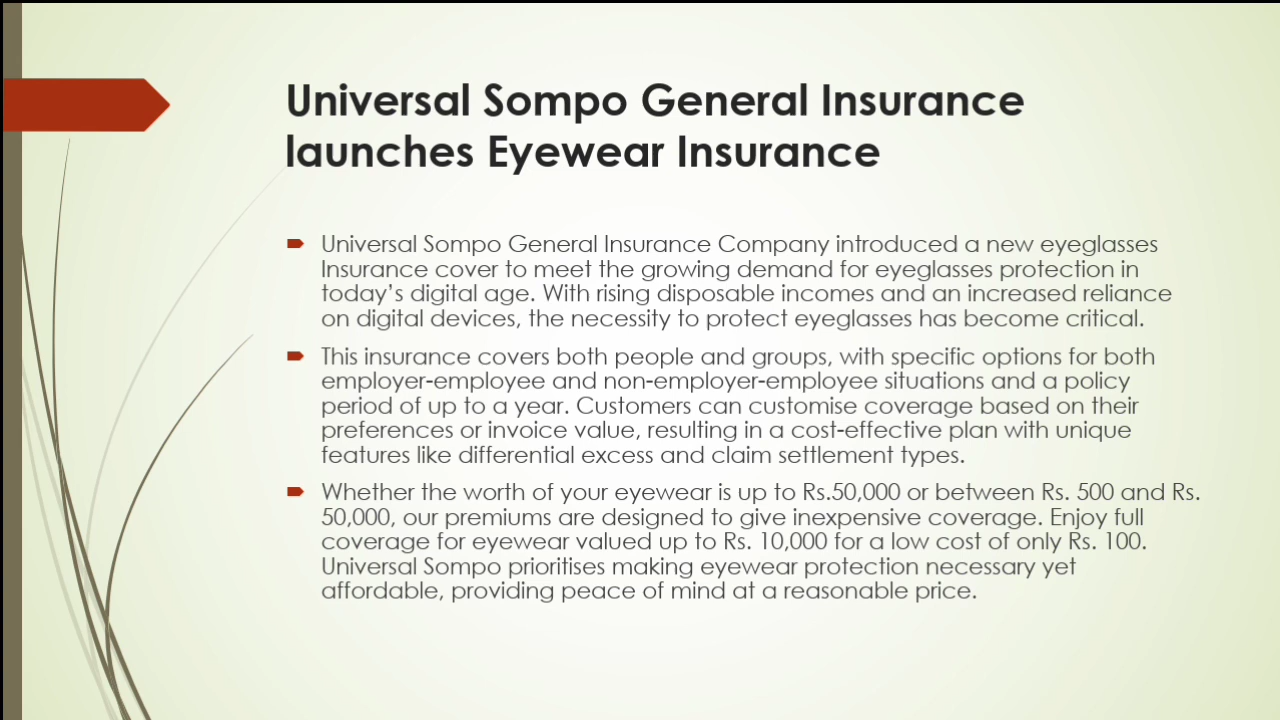 Universal Sompo General Insurance
launches Eyewear Insurance
Universal Sompo General Insurance Company introduced a new eyeglasses
Insurance cover to meet the growing demand for eyeglasses protection in
today's digital age. With rising disposable incomes and an increased reliance
on digital devices, the necessity to protect eyeglasses has become critical.
This insurance covers both people and groups, with specific options for both
employer-employee and non-employer-employee situations and a policy
period of up to a year. Customers can customise coverage based on their
preferences or invoice value, resulting in a cost-effective plan with unique
features like differential excess and claim settlement types.
Whether the worth of your eyewear is up to Rs.50,000 or between Rs. 500 and Rs.
50,000, our premiums are designed to give inexpensive coverage. Enjoy full
coverage for eyewear valued up to Rs. 10,000 for a low cost of only Rs. 100.
Universal Sompo prioritises making eyewear protection necessary yet
affordable, providing peace of mind at a reasonable price.